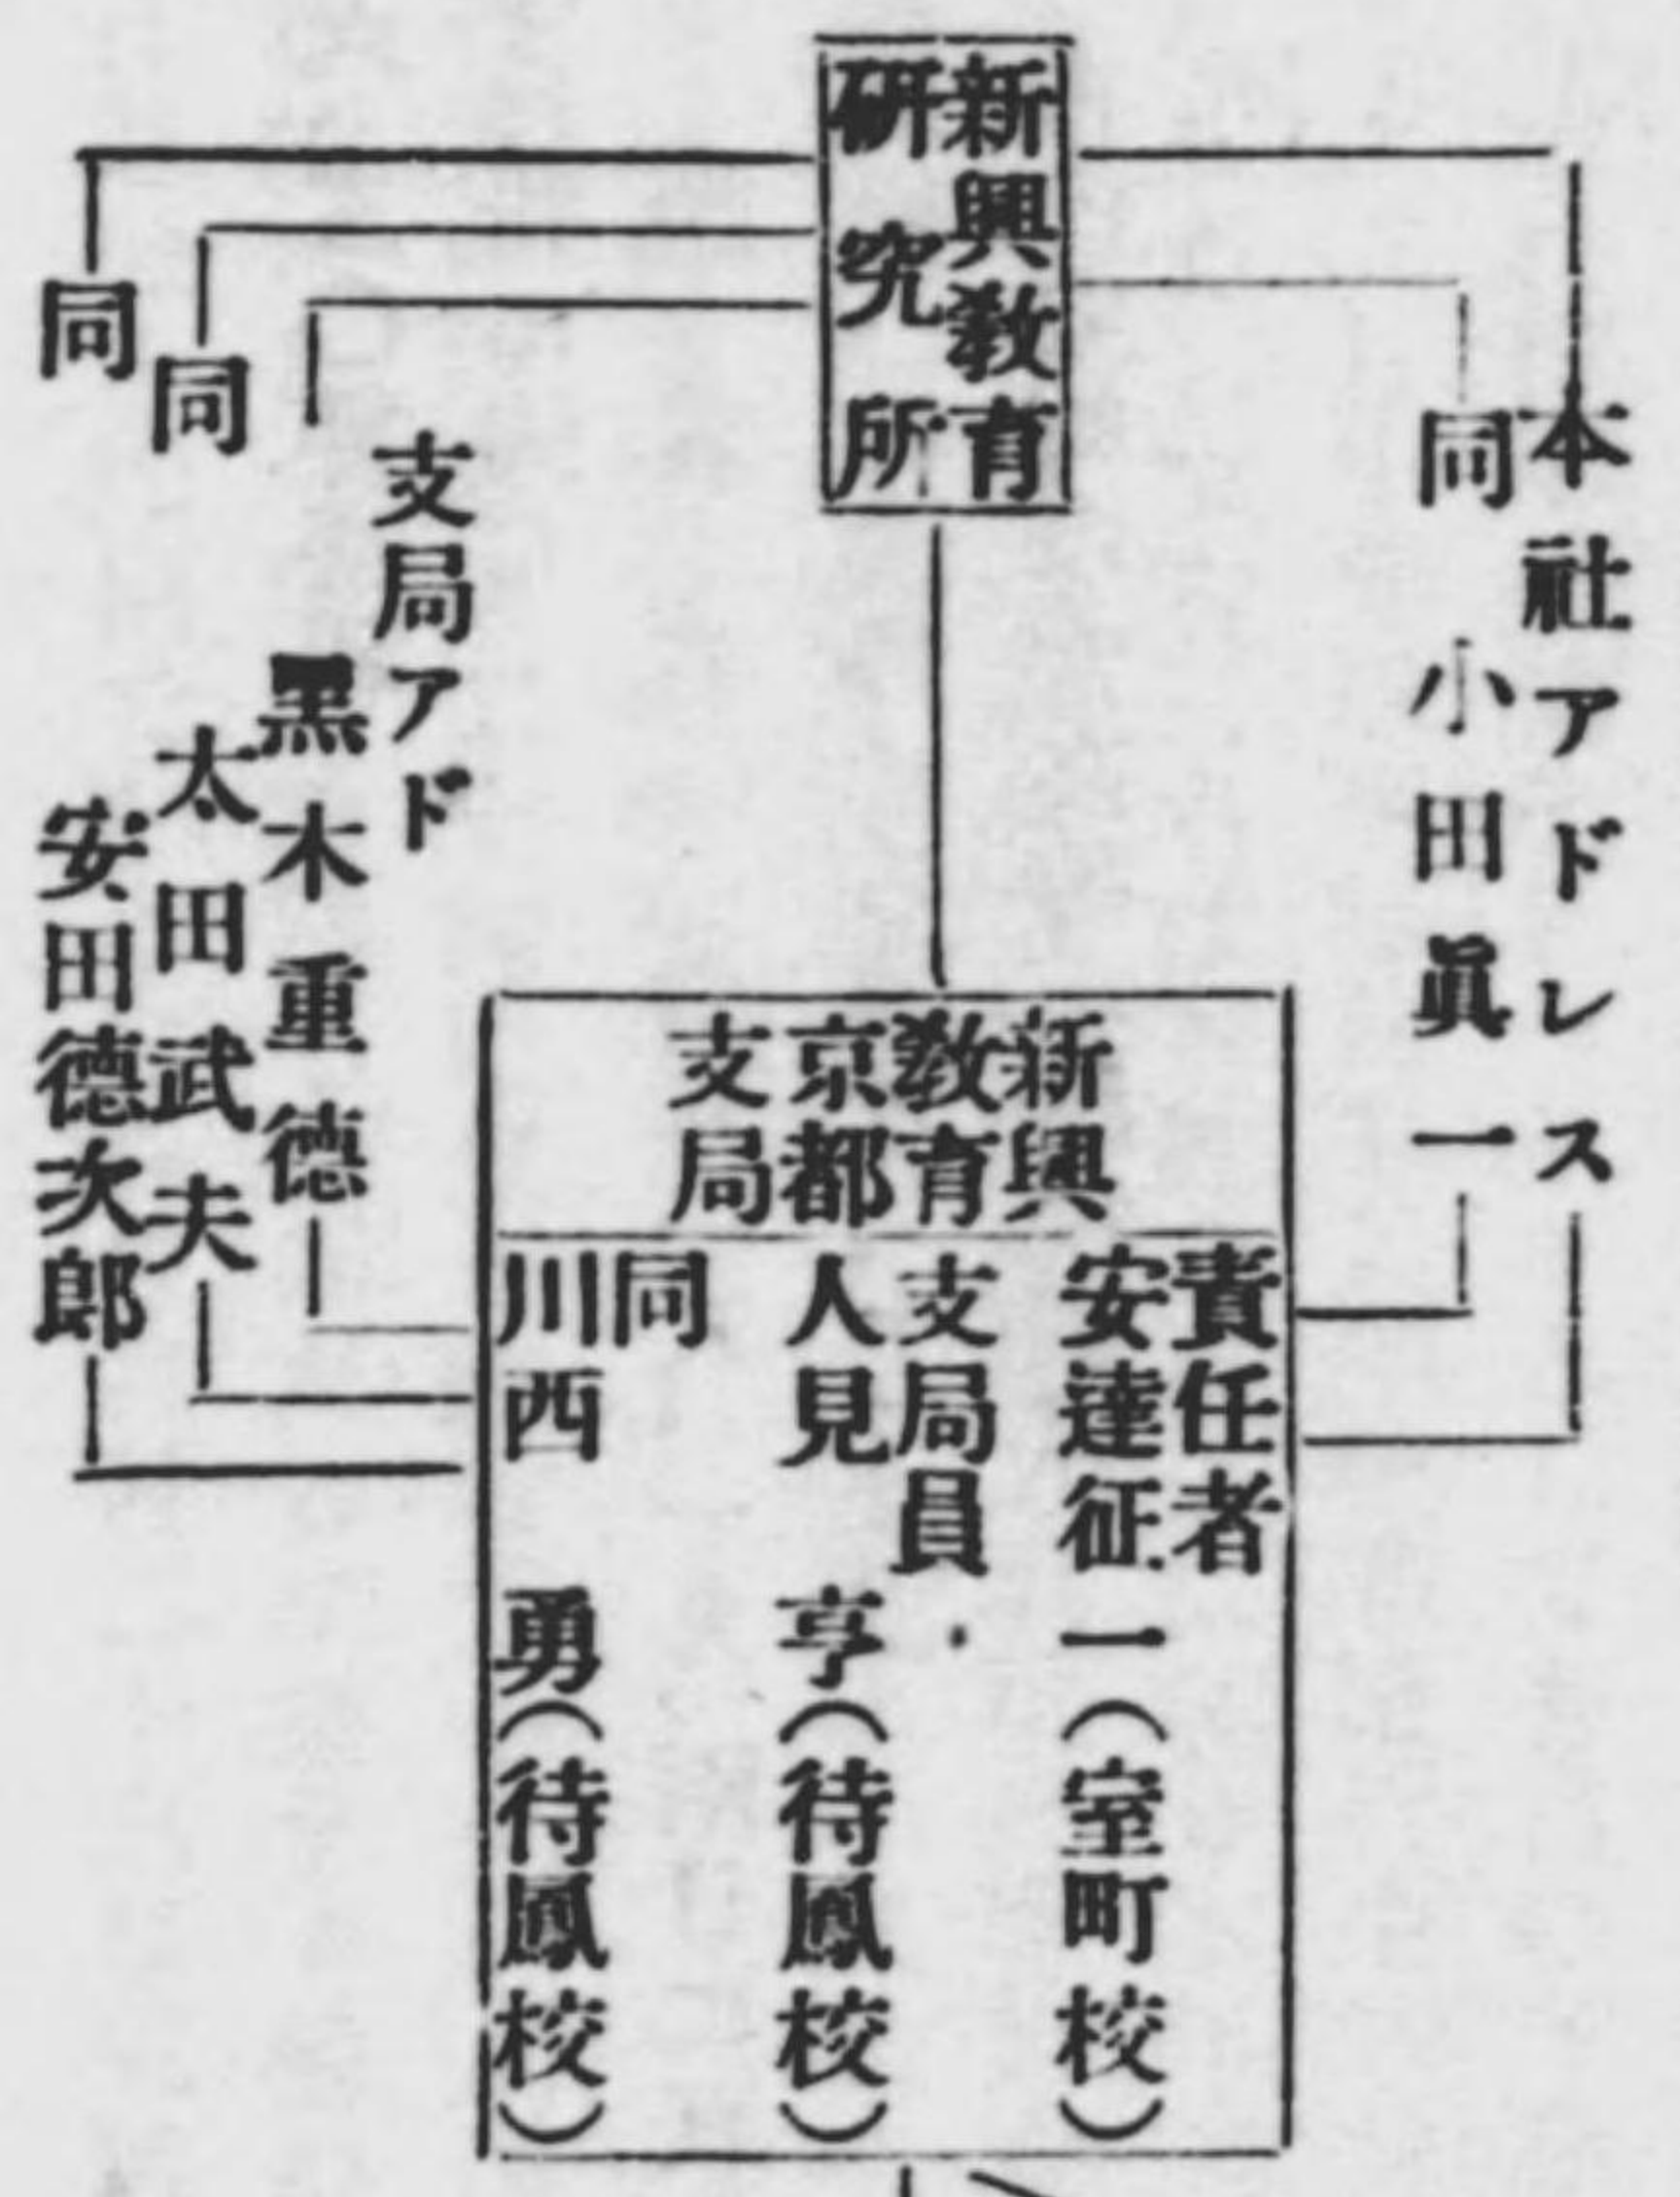 新興教育
研究所
本社アドレス
同 小田眞一
支局アド
黒木重德
同 太田武夫
同 安田德次郎
新興
敎育
京都
支局
責任者
安達征一(室町校)
支局員
人見 亨(待鳳校)
同
川西 勇(待鳳校)